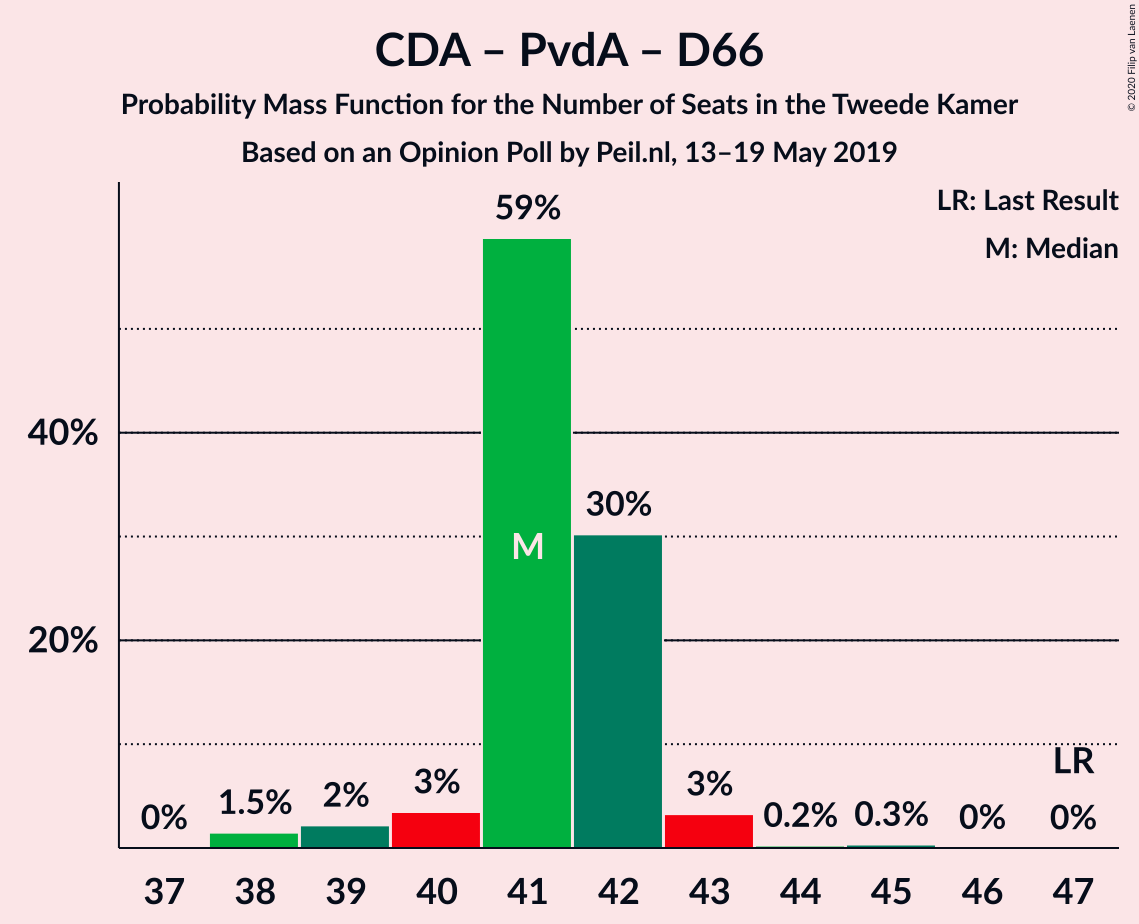 CDA – PvdA – D66
Probability Mass Function for the Number of Seats in the Tweede Kamer
Based on an Opinion Poll by Peil.nl, 13–19 May 2019
© 2020 Filip van Laenen
LR: Last Result
M: Median
59%
40%
30%
M
20%
LR
0%
1.5%
2%
3%
3%
0.2%
0.3%
0%
0%
37 38 39 40 41 42 43 44 45 46 47